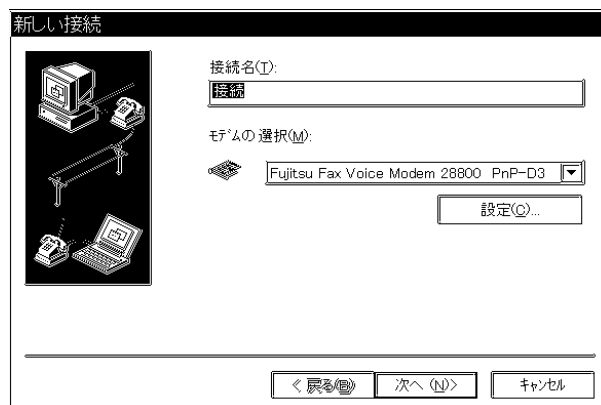 新しい接続
接続名(T):
接続
モデムの選択(M):
Fujitsu Fax Voice Modem 28800 PnP-D3
設定(C)...
< 戻る(B)
次へ (N)>
キャンセル